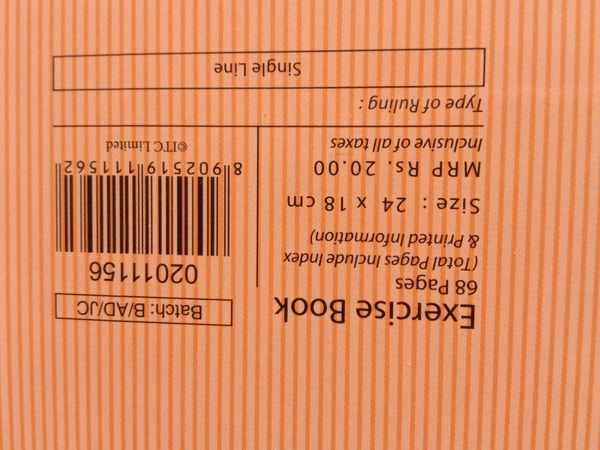 Exercise Book
68 Pages
(Total Pages Include Index
& Printed Information)
Size : 24 x 18 cm
MRP Rs. 20.00
Inclusive of all taxes
Batch: B/AD/JC
02011156
8 902519 111562
©ITC Limited
Type of Ruling :
Single Line